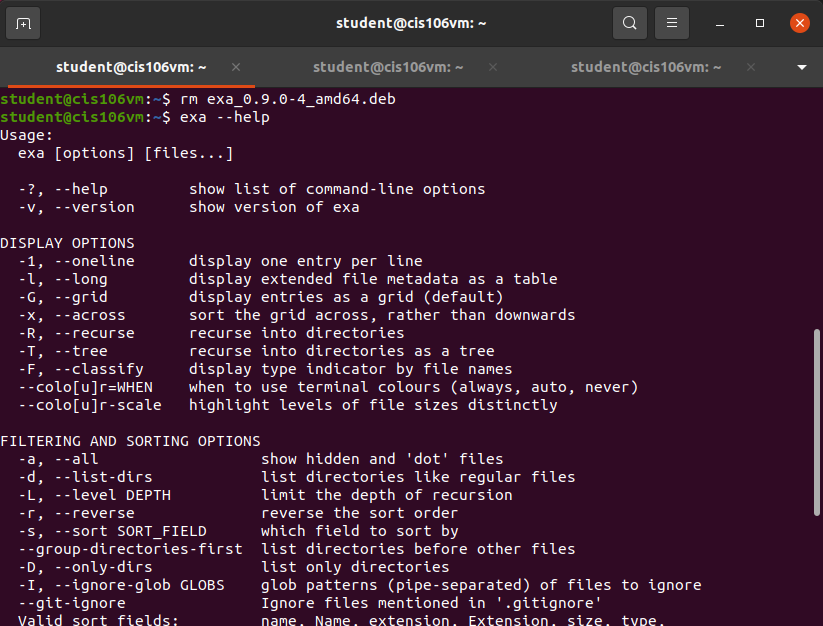 student@cis106vm: ~
student@cis106vm: ~ student@cis106vm: ~ student@cis106vm: ~
student@cis106vm:~$ rm exa_0.9.0-4_amd64.deb
student@cis106vm:~$ exa --help
Usage:
  exa [options] [files...]

  -?, --help         show list of command-line options
  -v, --version      show version of exa

DISPLAY OPTIONS
  -1, --oneline      display one entry per line
  -l, --long         display extended file metadata as a table
  -G, --grid         display entries as a grid (default)
  -x, --across       sort the grid across, rather than downwards
  -R, --recurse      recurse into directories
  -T, --tree         recurse into directories as a tree
  -F, --classify     display type indicator by file names
  --colo[u]r=WHEN    when to use terminal colours (always, auto, never)
  --colo[u]r-scale   highlight levels of file sizes distinctly

FILTERING AND SORTING OPTIONS
  -a, --all                  show hidden and 'dot' files
  -d, --list-dirs            list directories like regular files
  -L, --level DEPTH          limit the depth of recursion
  -r, --reverse              reverse the sort order
  -s, --sort SORT_FIELD      which field to sort by
  --group-directories-first  list directories before other files
  -D, --only-dirs            list only directories
  -I, --ignore-glob GLOBS    glob patterns (pipe-separated) of files to ignore
  --git-ignore               Ignore files mentioned in '.gitignore'
  Valid sort fields:         name, Name, extension, Extension, size, type,